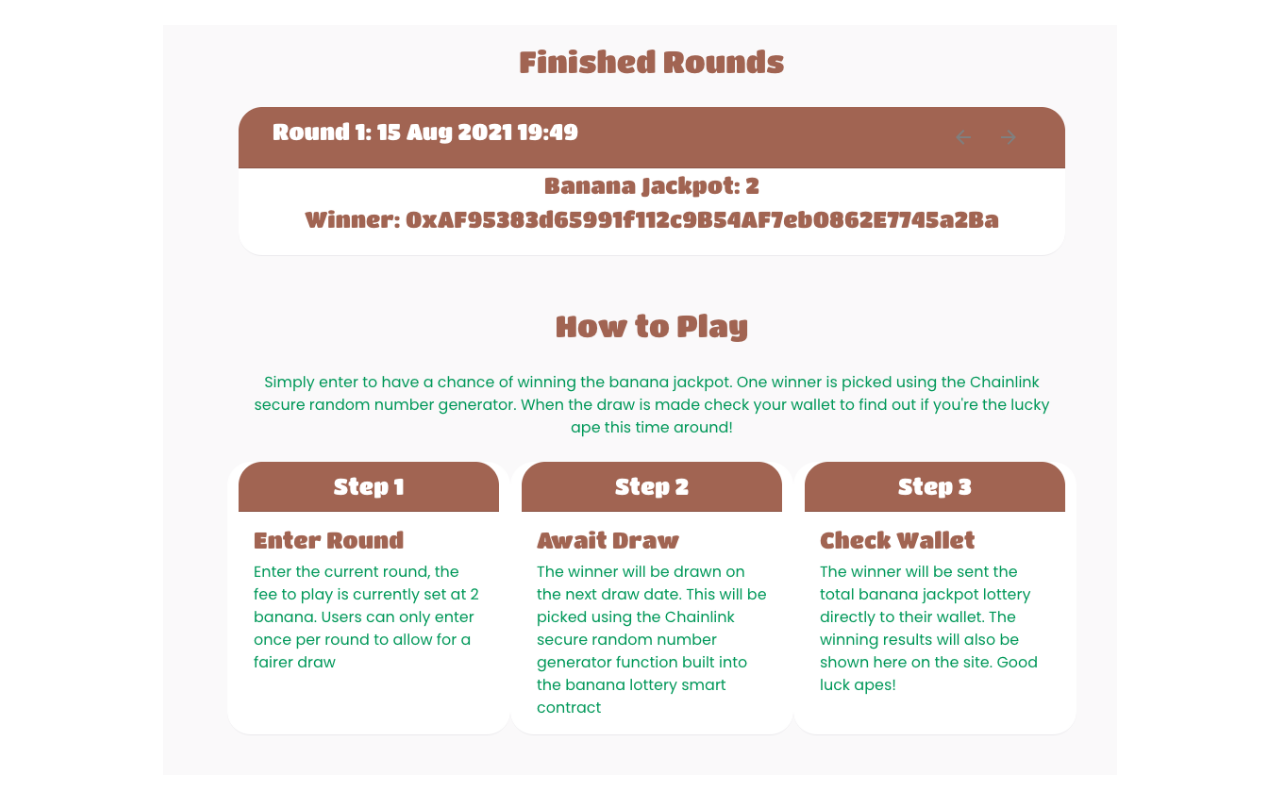 Finished Rounds
Round 1: 15 Aug 2021 19:49
Banana Jackpot: 2
Winner: 0xAF95383d65991f112c9B54AF7eb0862E7745a2Ba
How to Play
Simply enter to have a chance of winning the banana jackpot. One winner is picked using the Chainlink
secure random number generator. When the draw is made check your wallet to find out if you're the lucky
ape this time around!
Step 1
Enter Round
Enter the current round, the
fee to play is currently set at 2
banana. Users can only enter
once per round to allow for a
fairer draw
Step 2
Await Draw
The winner will be drawn on
the next draw date. This will be
picked using the Chainlink
secure random number
generator function built into
the banana lottery smart
contract
Step 3
Check Wallet
The winner will be sent the
total banana jackpot lottery
directly to their wallet. The
winning results will also be
shown here on the site. Good
luck apes!